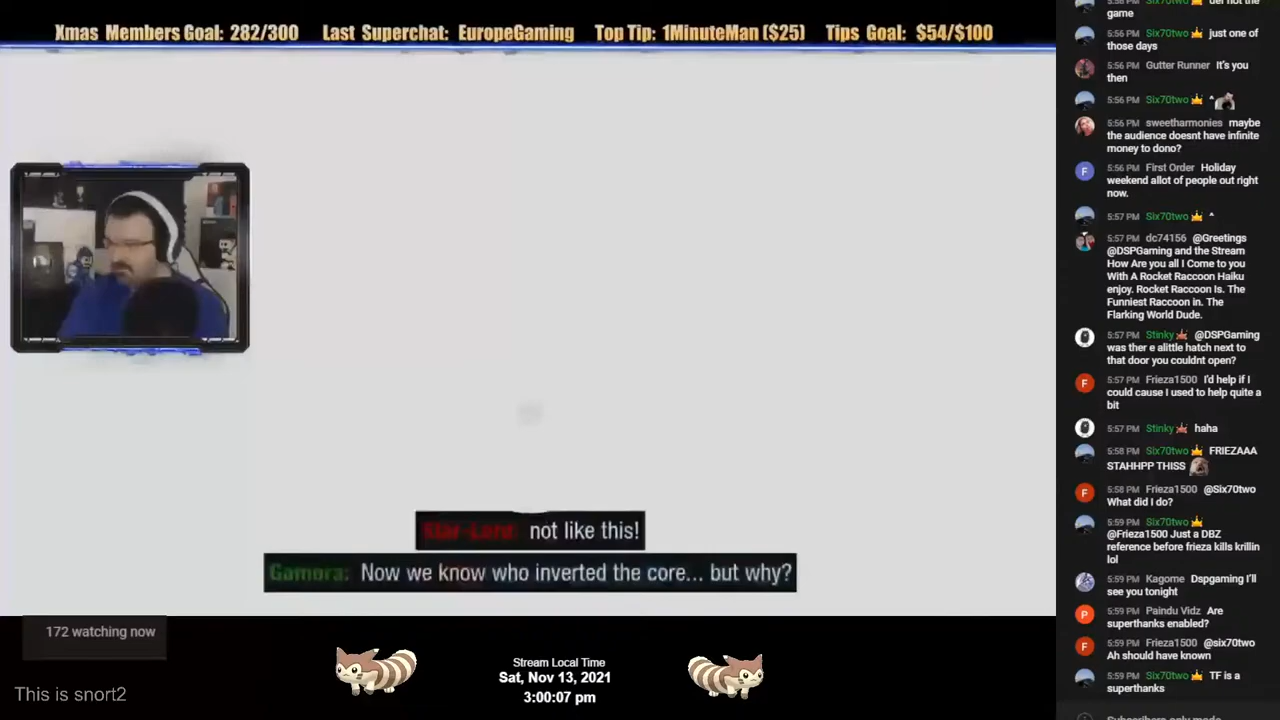 Xmas Members Goal: 282/300 Last Superchat: EuropeGaming Top Tip: 1MinuteMan ($25) Tips Goal: $54/$100
Star-Lord: not like this!
Gamora: Now we know who inverted the core... but why?
172 watching now
This is snort2
Stream Local Time
Sat, Nov 13, 2021
3:00:07 pm
game
5:56 PM Six70two just one of
those days
5:56 PM Gutter Runner It's you
then
5:56 PM Six70two ^
5:56 PM sweetharmonies maybe
the audience doesnt have infinite
money to dono?
F 5:56 PM First Order Holiday
weekend allot of people out right
now.
5:57 PM Six70two ^
5:57 PM dc74156 @Greetings
@DSPGaming and the Stream
How Are you all I Come to you
With A Rocket Raccoon Haiku
enjoy. Rocket Raccoon Is. The
Funniest Raccoon in. The
Flarking World Dude.
5:57 PM Stinky @DSPGaming
was ther e alittle hatch next to
that door you couldnt open?
F 5:57 PM Frieza1500 I'd help if I
could cause I used to help quite a
bit
5:57 PM Stinky haha
5:58 PM Six70two FRIEZAAA
STAHHPP THISS
F 5:58 PM Frieza1500 @Six70two
What did I do?
5:59 PM Six70two
@Frieza1500 Just a DBZ
reference before frieza kills krillin
lol
5:59 PM Kagome Dspgaming I'll
see you tonight
P 5:59 PM Paindu Vidz Are
superthanks enabled?
F 5:59 PM Frieza1500 @six70two
Ah should have known
5:59 PM Six70two TF is a
superthanks